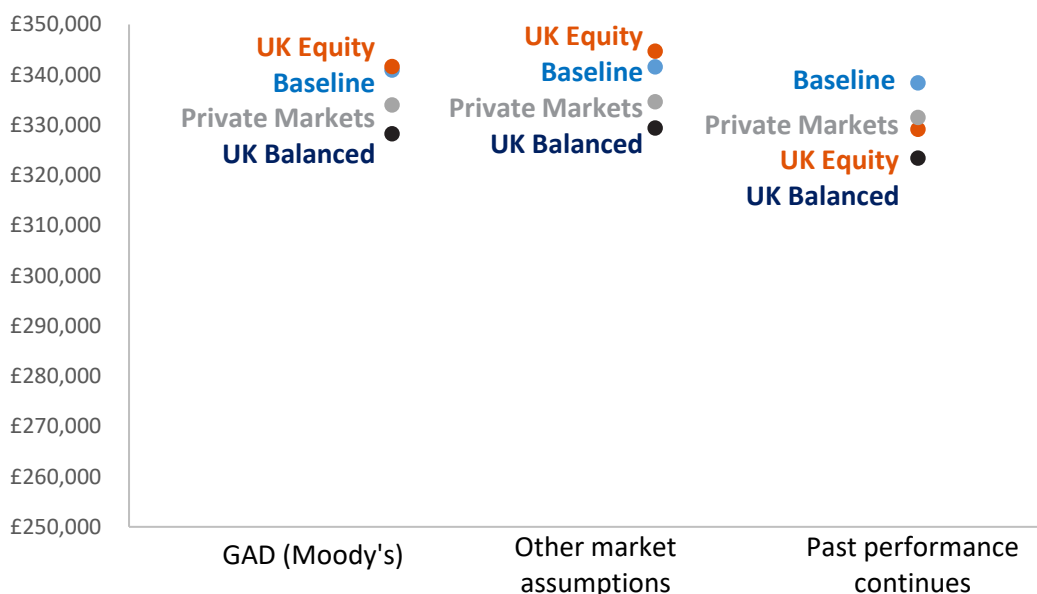 £350,000
£340,000
£330,000
£320,000
£310,000
£300,000
£290,000
£280,000
£270,000
£260,000
£250,000
UK Equity
Baseline
Private Markets
UK Balanced
UK Equity
Baseline
Private Markets
UK Balanced
Baseline
Private Markets
UK Equity
UK Balanced
GAD (Moody's)
Other market
assumptions
Past performance
continues